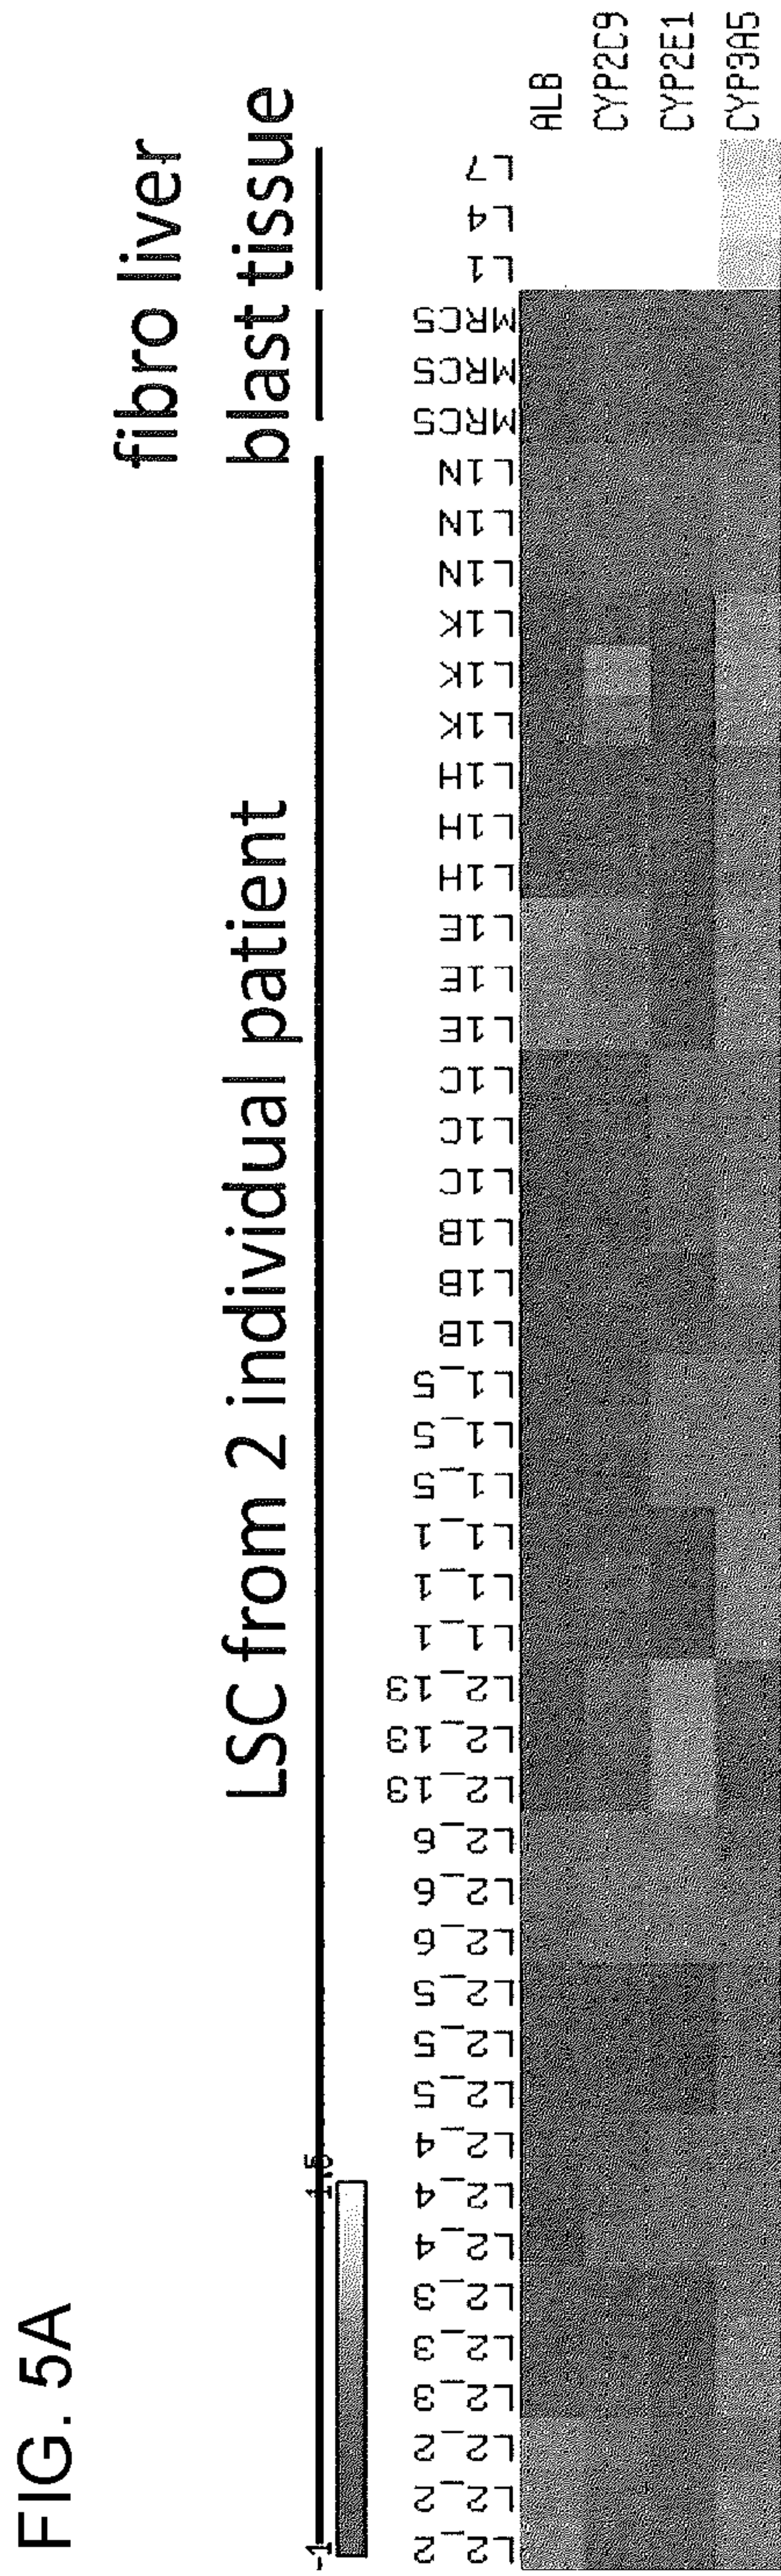 FIG. 5A
fibro liver
LSC from 2 individual patient blast tissue
-1 1.5
L2_2
L2_2
L2_2
L2_3
L2_3
L2_3
L2_4
L2_4
L2_4
L2_5
L2_5
L2_5
L2_6
L2_6
L2_6
L2_13
L2_13
L2_13
L1_1
L1_1
L1_1
L1_5
L1_5
L1_5
L1B
L1B
L1B
L1C
L1C
L1C
L1E
L1E
L1E
L1H
L1H
L1H
L1K
L1K
L1K
L1N
L1N
L1N
MRC5
MRC5
MRC5
L1
L4
L7
ALB
CYP2C9
CYP2E1
CYP3A5